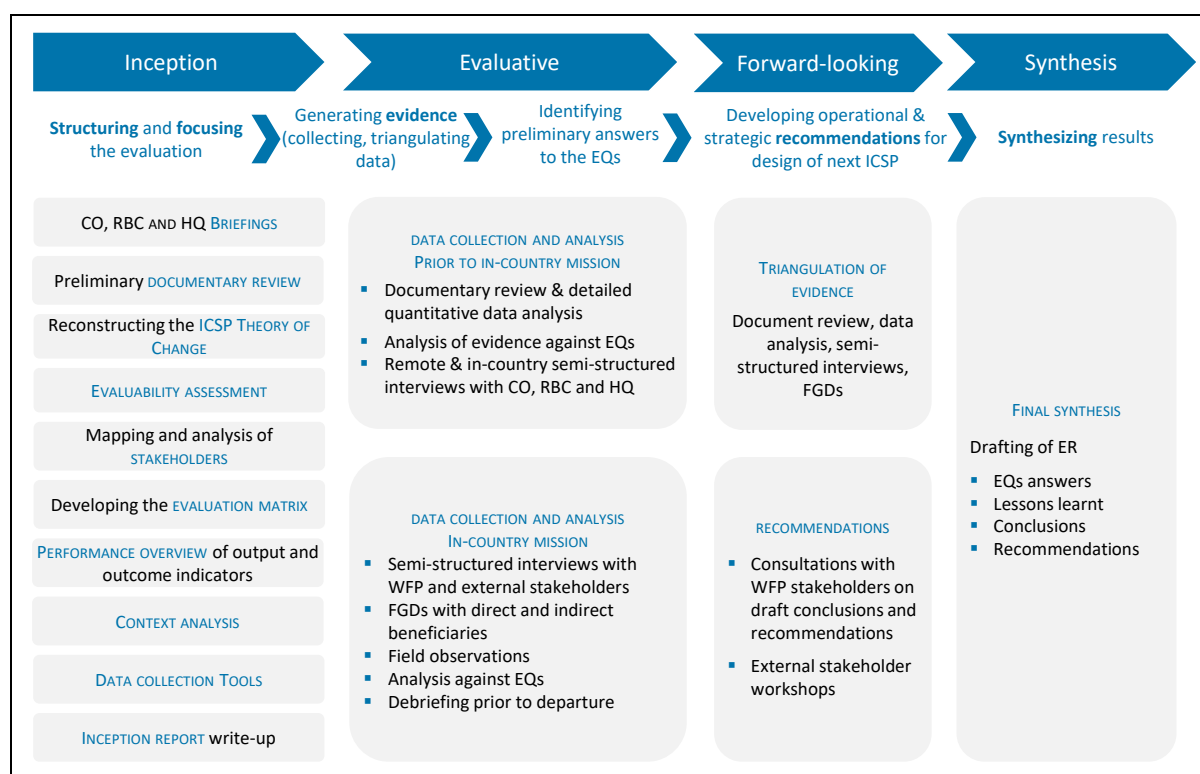 Inception
Evaluative
Forward-looking
Synthesis
Structuring and focusing
the evaluation
Generating evidence
(collecting, triangulating
data)
Identifying
preliminary answers
to the EQs
Developing operational &
strategic recommendations for
design of next ICSP
Synthesizing results
CO, RBC AND HQ BRIEFINGS
Preliminary DOCUMENTARY REVIEW
Reconstructing the ICSP THEORY OF
CHANGE
EVALUABILITY ASSESSMENT
Mapping and analysis of
STAKEHOLDERS
Developing the EVALUATION MATRIX
PERFORMANCE OVERVIEW of output and
outcome indicators
CONTEXT ANALYSIS
DATA COLLECTION TOOLS
INCEPTION REPORT write-up
DATA COLLECTION AND ANALYSIS
PRIOR TO IN-COUNTRY MISSION
▪ Documentary review & detailed
quantitative data analysis
▪ Analysis of evidence against EQs
▪ Remote & in-country semi-structured
interviews with CO, RBC and HQ
DATA COLLECTION AND ANALYSIS
IN-COUNTRY MISSION
▪ Semi-structured interviews with
WFP and external stakeholders
▪ FGDs with direct and indirect
beneficiaries
▪ Field observations
▪ Analysis against EQs
▪ Debriefing prior to departure
TRIANGULATION OF
EVIDENCE
Document review, data
analysis, semi-
structured interviews,
FGDs
RECOMMENDATIONS
▪ Consultations with
WFP stakeholders on
draft conclusions and
recommendations
▪ External stakeholder
workshops
FINAL SYNTHESIS
Drafting of ER
▪ EQs answers
▪ Lessons learnt
▪ Conclusions
▪ Recommendations